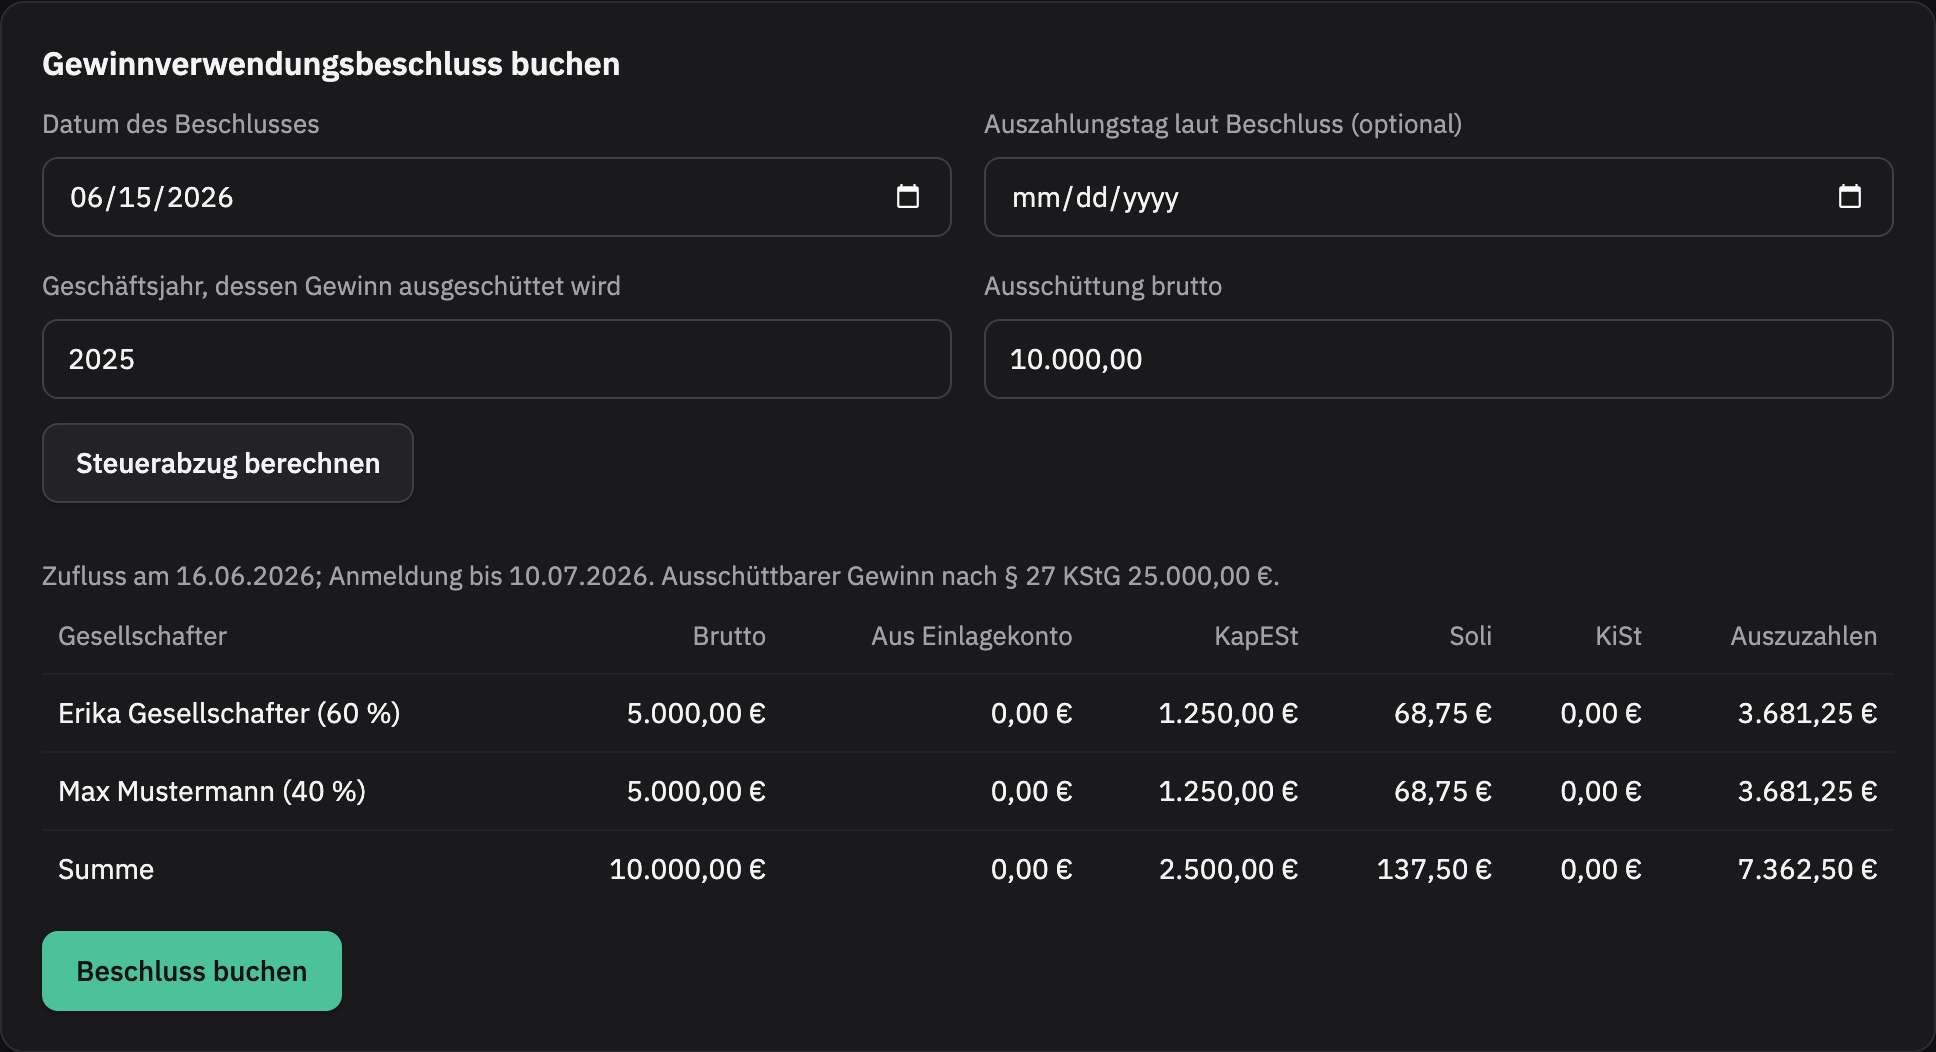 Gewinnverwendungsbeschluss buchen
Datum des Beschlusses
Auszahlungstag laut Beschluss (optional)
06/15/2026
mm/dd/yyyy
Geschäftsjahr, dessen Gewinn ausgeschüttet wird
Ausschüttung brutto
2025
10.000,00
Steuerabzug berechnen
Zufluss am 16.06.2026; Anmeldung bis 10.07.2026. Ausschüttbarer Gewinn nach § 27 KStG 25.000,00 €.
Gesellschafter Brutto Aus Einlagekonto KapESt Soli KiSt Auszuzahlen
Erika Gesellschafter (60 %) 5.000,00 € 0,00 € 1.250,00 € 68,75 € 0,00 € 3.681,25 €
Max Mustermann (40 %) 5.000,00 € 0,00 € 1.250,00 € 68,75 € 0,00 € 3.681,25 €
Summe 10.000,00 € 0,00 € 2.500,00 € 137,50 € 0,00 € 7.362,50 €
Beschluss buchen